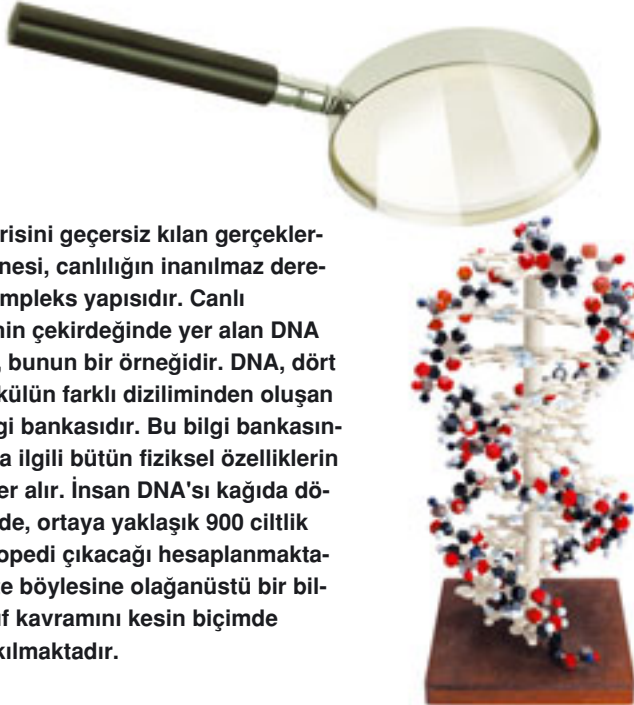 risini geçersiz kılan gerçekler-
nesi, canlılığın inanılmaz dere-
mpleks yapısıdır. Canlı
nin çekirdeğinde yer alan DNA
, bunun bir örneğidir. DNA, dört
külün farklı diziliminden oluşan
gi bankasıdır. Bu bilgi bankasın-
a ilgili bütün fiziksel özelliklerin
er alır. İnsan DNA'sı kağıda dö-
de, ortaya yaklaşık 900 ciltlik
opedi çıkacağı hesaplanmakta-
e böylesine olağanüstü bir bil-
üf kavramını kesin biçimde
kılmaktadır.